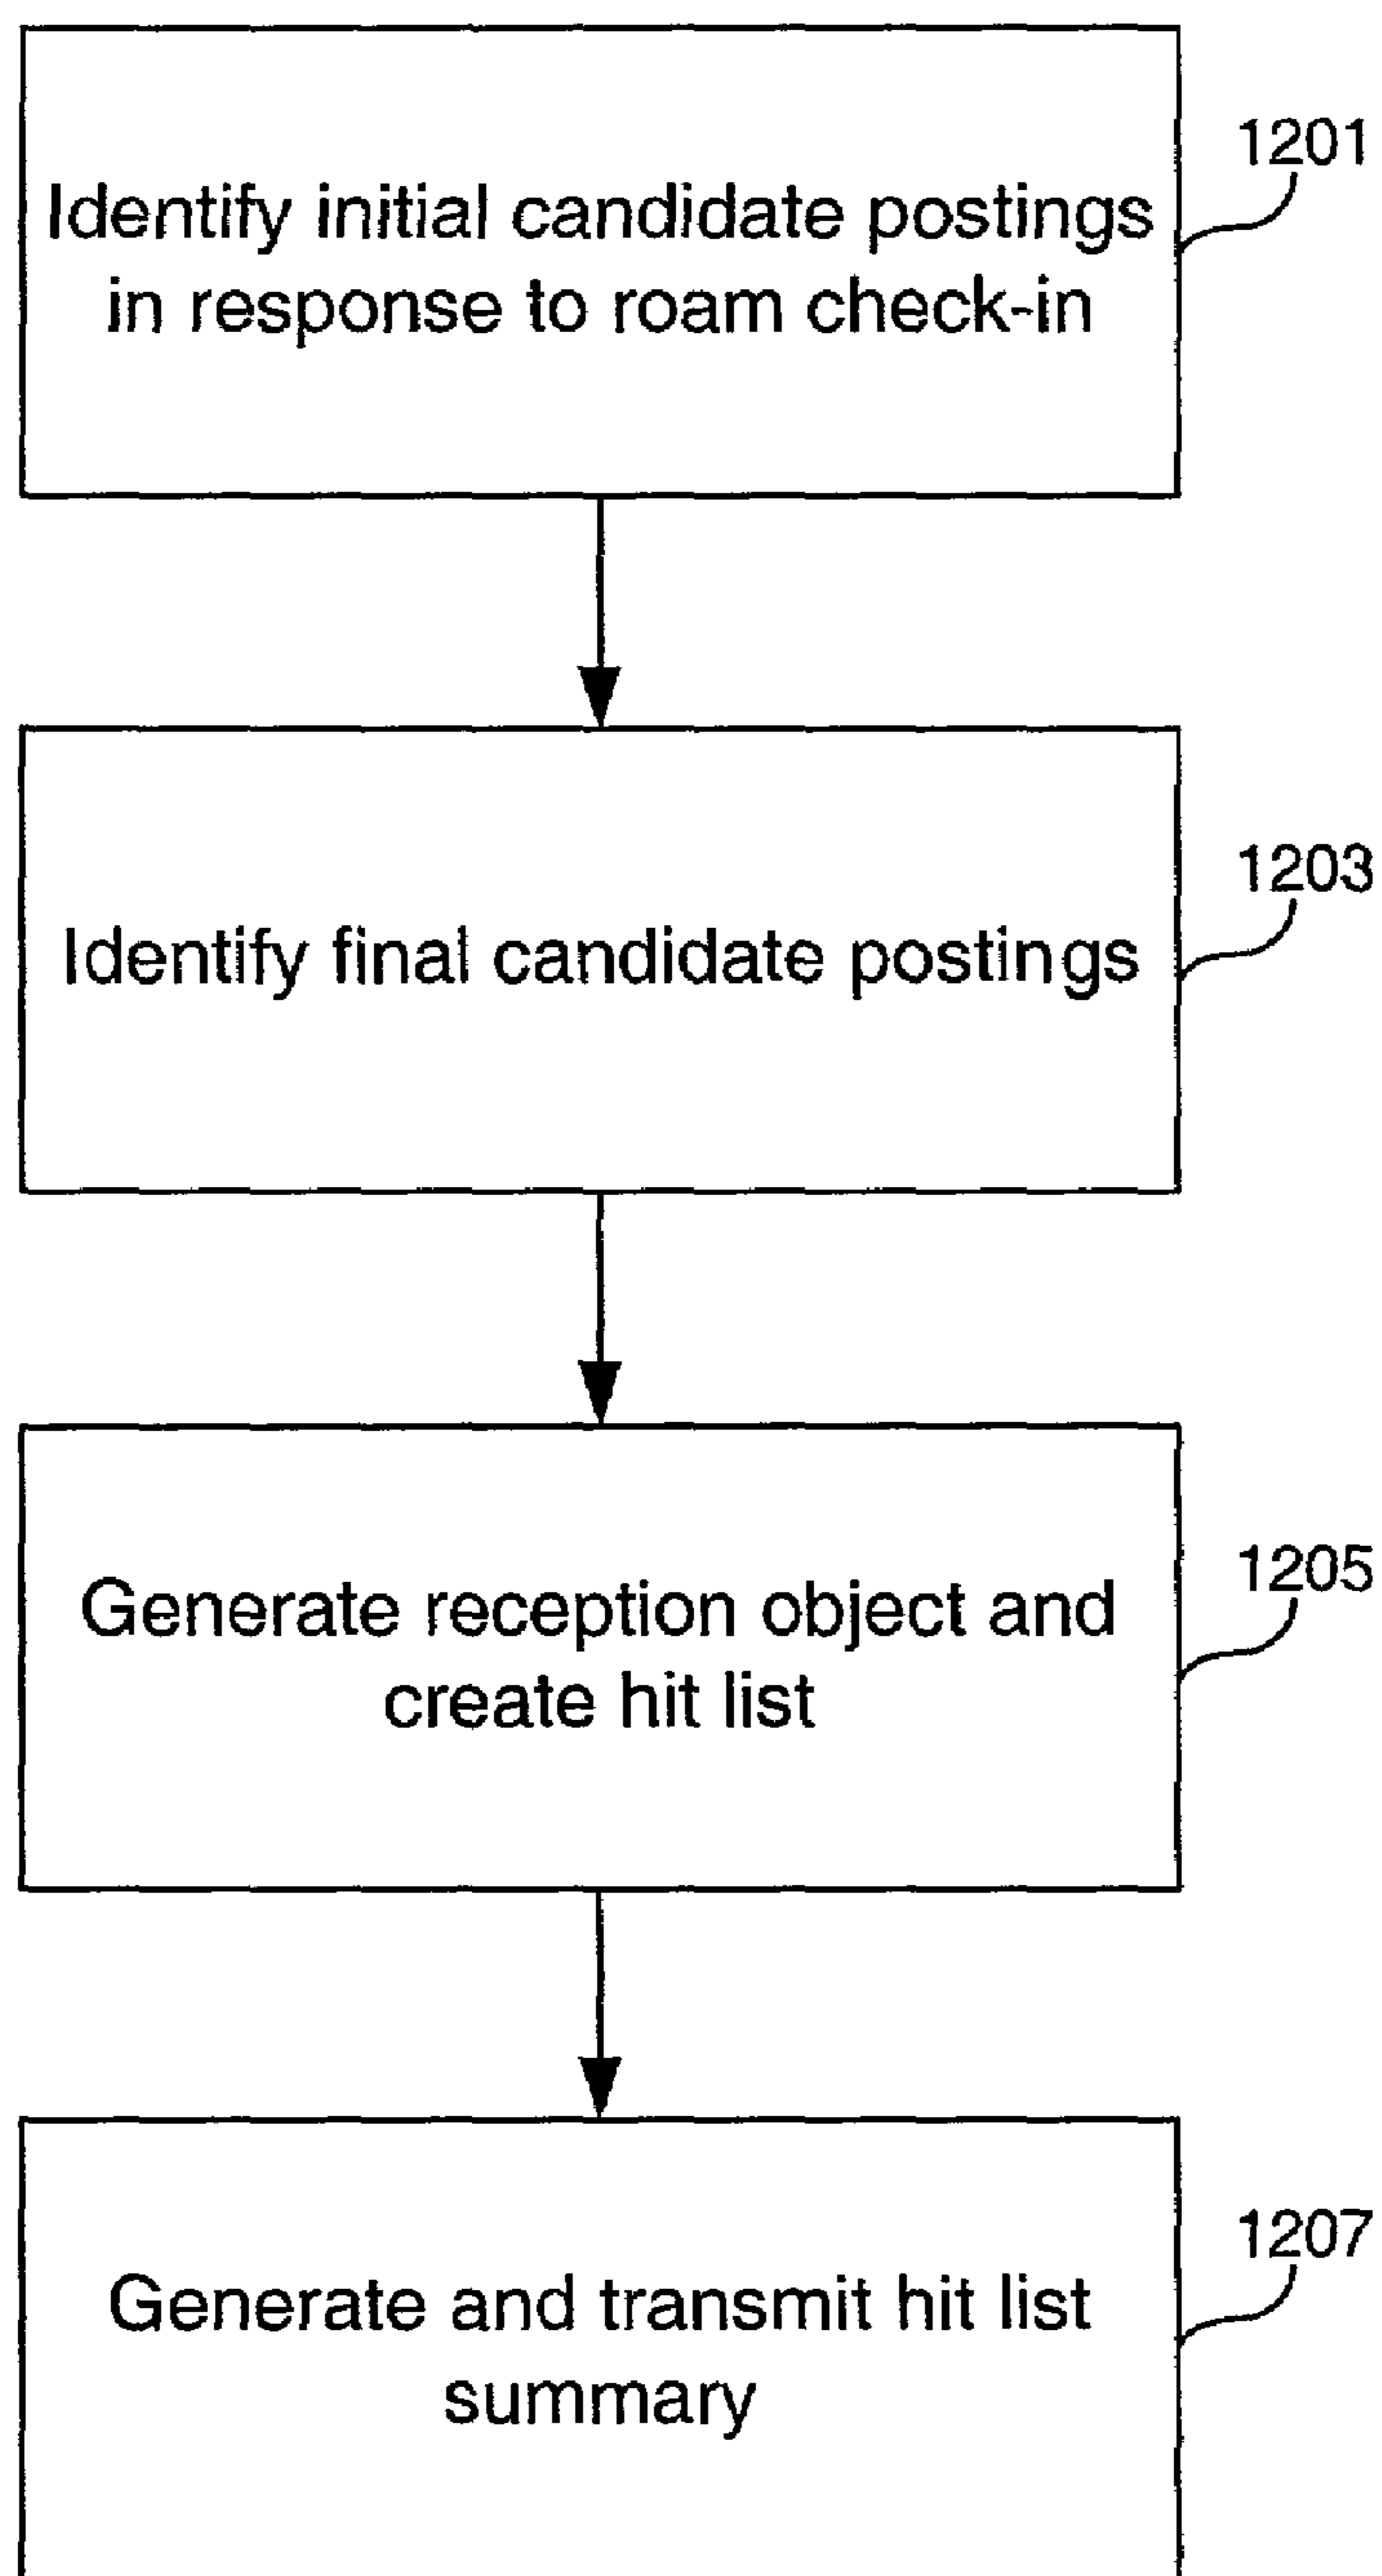 1201
Identify initial candidate postings
in response to roam check-in
1203
Identify final candidate postings
1205
Generate reception object and
create hit list
1207
Generate and transmit hit list
summary